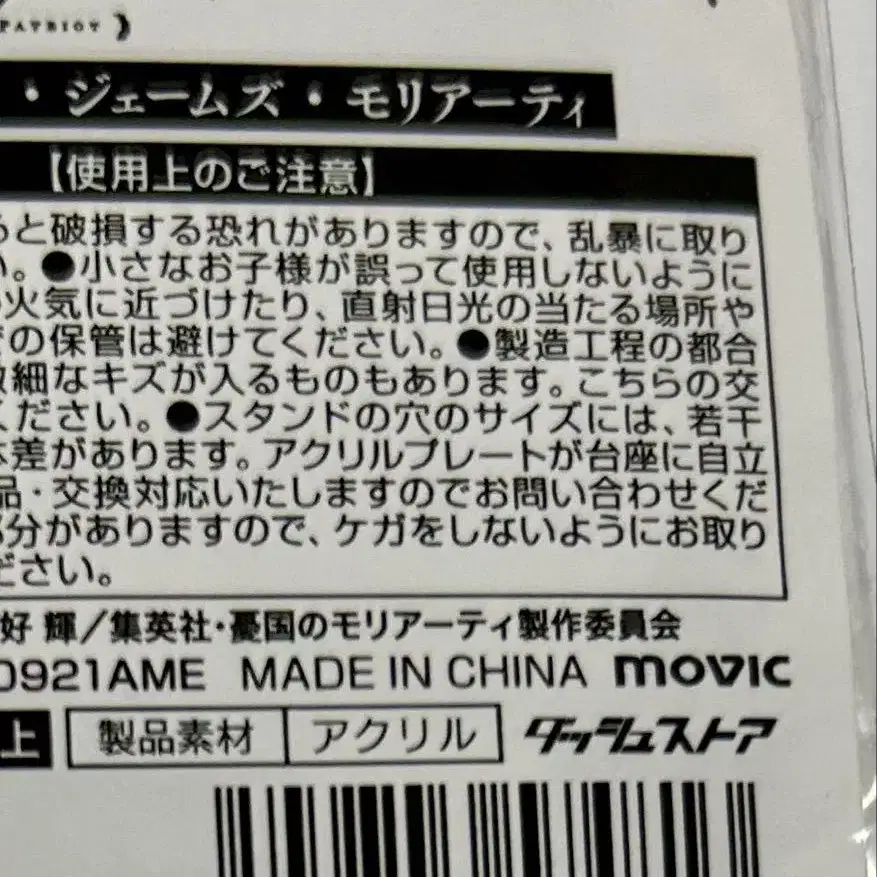 PATRIOT
・ジェームズ・モリアーティ
【使用上のご注意】
と破損する恐れがありますので、乱暴に取り
い。●小さなお子様が誤って使用しないように
火気に近づけたり、直射日光の当たる場所や
の保管は避けてください。●製造工程の都合
微細なキズが入るものもあります。こちらの交
ください。●スタンドの穴のサイズには、若干
差があります。アクリルプレートが台座に自立
品・交換対応いたしますのでお問い合わせくだ
部分がありますので、ケガをしないようにお取り
ださい。
好 輝／集英社・憂国のモリアーティ製作委員会
0921AME MADE IN CHINA movic
上 製品素材 アクリル ダッシュストア